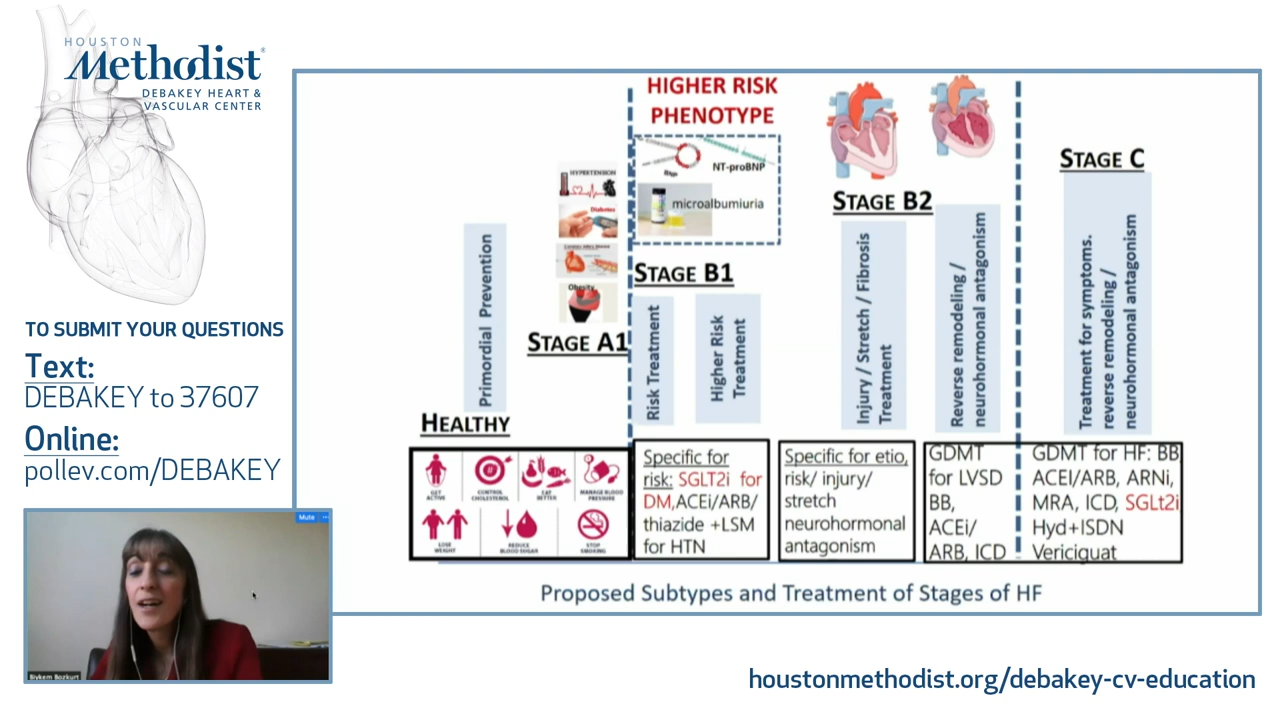 HOUSTON
Methodist®
DEBAKEY HEART &
VASCULAR CENTER
TO SUBMIT YOUR QUESTIONS
Text:
DEBAKEY to 37607
Online:
pollev.com/DEBAKEY
Mute
Biykem Bozkurt
HIGHER RISK
PHENOTYPE
BNP
NT-proBNP
microalbumiuria
HYPERTENSION
Diabetes
Coronary Artery Disease
Obesity
STAGE A1
STAGE B1
STAGE B2
STAGE C
HEALTHY
Primordial Prevention
Risk Treatment
Higher Risk
Treatment
Injury / Stretch / Fibrosis
Treatment
Reverse remodeling /
neurohormonal antagonism
Treatment for symptoms.
reverse remodeling /
neurohormonal antagonism
GET
ACTIVE
CONTROL
CHOLESTEROL
EAT
BETTER
MANAGE BLOOD
PRESSURE
LOSE
WEIGHT
REDUCE
BLOOD SUGAR
STOP
SMOKING
Specific for
risk: SGLT2i for
DM,ACEi/ARB/
thiazide +LSM
for HTN
Specific for etio,
risk/ injury/
stretch
neurohormonal
antagonism
GDMT
for LVSD
BB,
ACEi/
ARB, ICD
GDMT for HF: BB
ACEI/ARB, ARNi,
MRA, ICD, SGLt2i
Hyd+ISDN
Vericiguat
Proposed Subtypes and Treatment of Stages of HF
houstonmethodist.org/debakey-cv-education